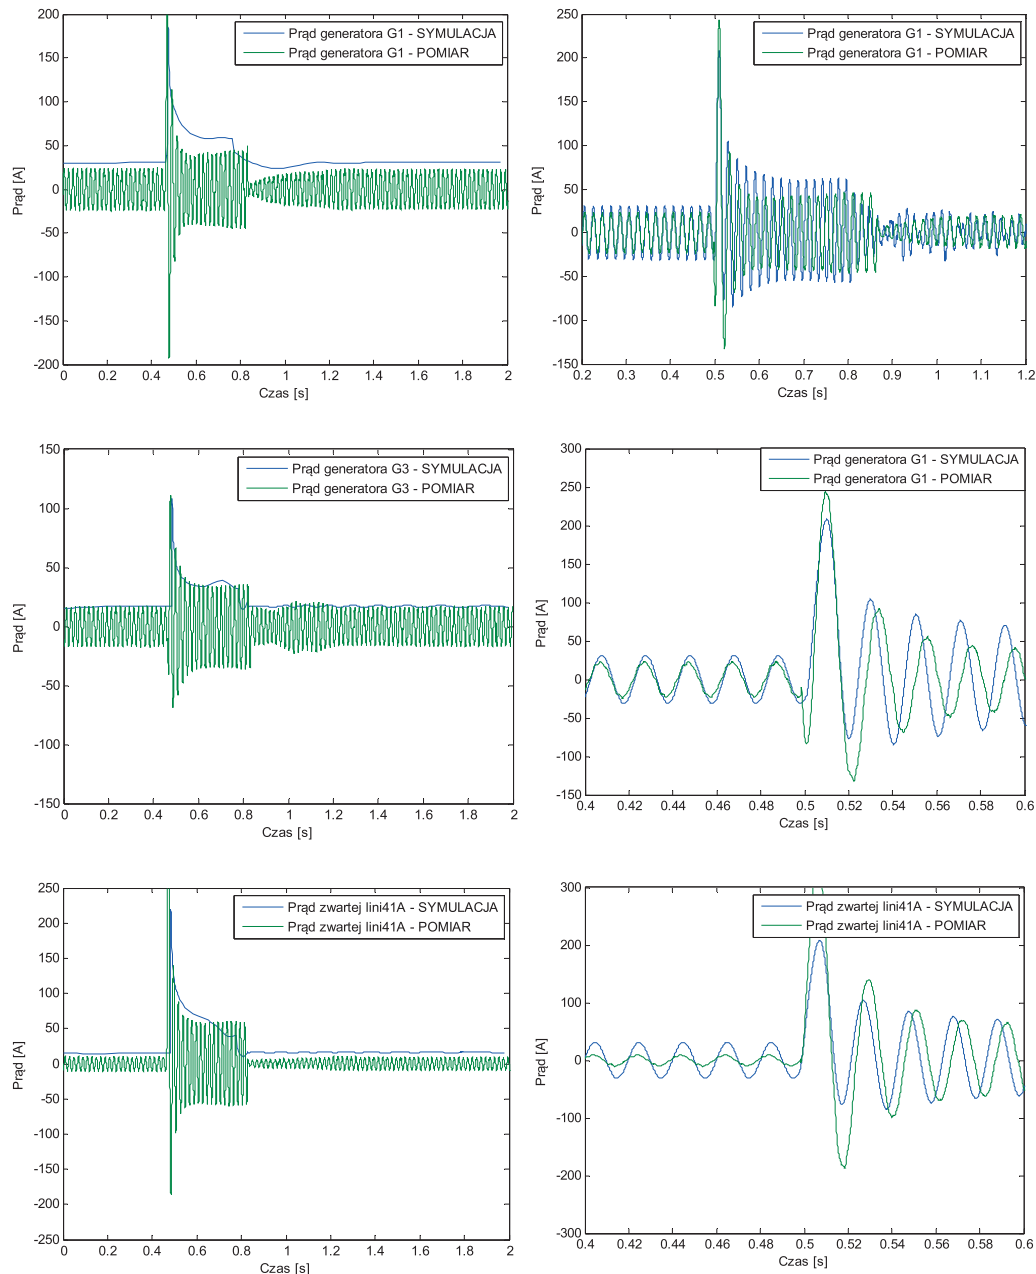 200
150
100
50
0
-50
-100
-150
-200
Prąd [A]
Prąd generatora G1 - SYMULACJA
Prąd generatora G1 - POMIAR
0 0.2 0.4 0.6 0.8 1 1.2 1.4 1.6 1.8 2
Czas [s]
250
200
150
100
50
0
-50
-100
-150
Prąd [A]
Prąd generatora G1 - SYMULACJA
Prąd generatora G1 - POMIAR
0.2 0.3 0.4 0.5 0.6 0.7 0.8 0.9 1 1.1 1.2
Czas [s]
150
100
50
0
-50
-100
-150
Prąd [A]
Prąd generatora G3 - SYMULACJA
Prąd generatora G3 - POMIAR
0 0.2 0.4 0.6 0.8 1 1.2 1.4 1.6 1.8 2
Czas [s]
300
250
200
150
100
50
0
-50
-100
-150
Prąd [A]
Prąd generatora G1 - SYMULACJA
Prąd generatora G1 - POMIAR
0.4 0.42 0.44 0.46 0.48 0.5 0.52 0.54 0.56 0.58 0.6
Czas [s]
250
200
150
100
50
0
-50
-100
-150
-200
-250
Prąd [A]
Prąd zwartej lini41A - SYMULACJA
Prąd zwartej lini41A - POMIAR
0 0.2 0.4 0.6 0.8 1 1.2 1.4 1.6 1.8 2
Czas [s]
300
200
100
0
-100
-200
-300
Prąd [A]
Prąd zwartej lini41A - SYMULACJA
Prąd zwartej lini41A - POMIAR
0.4 0.42 0.44 0.46 0.48 0.5 0.52 0.54 0.56 0.58 0.6
Czas [s]